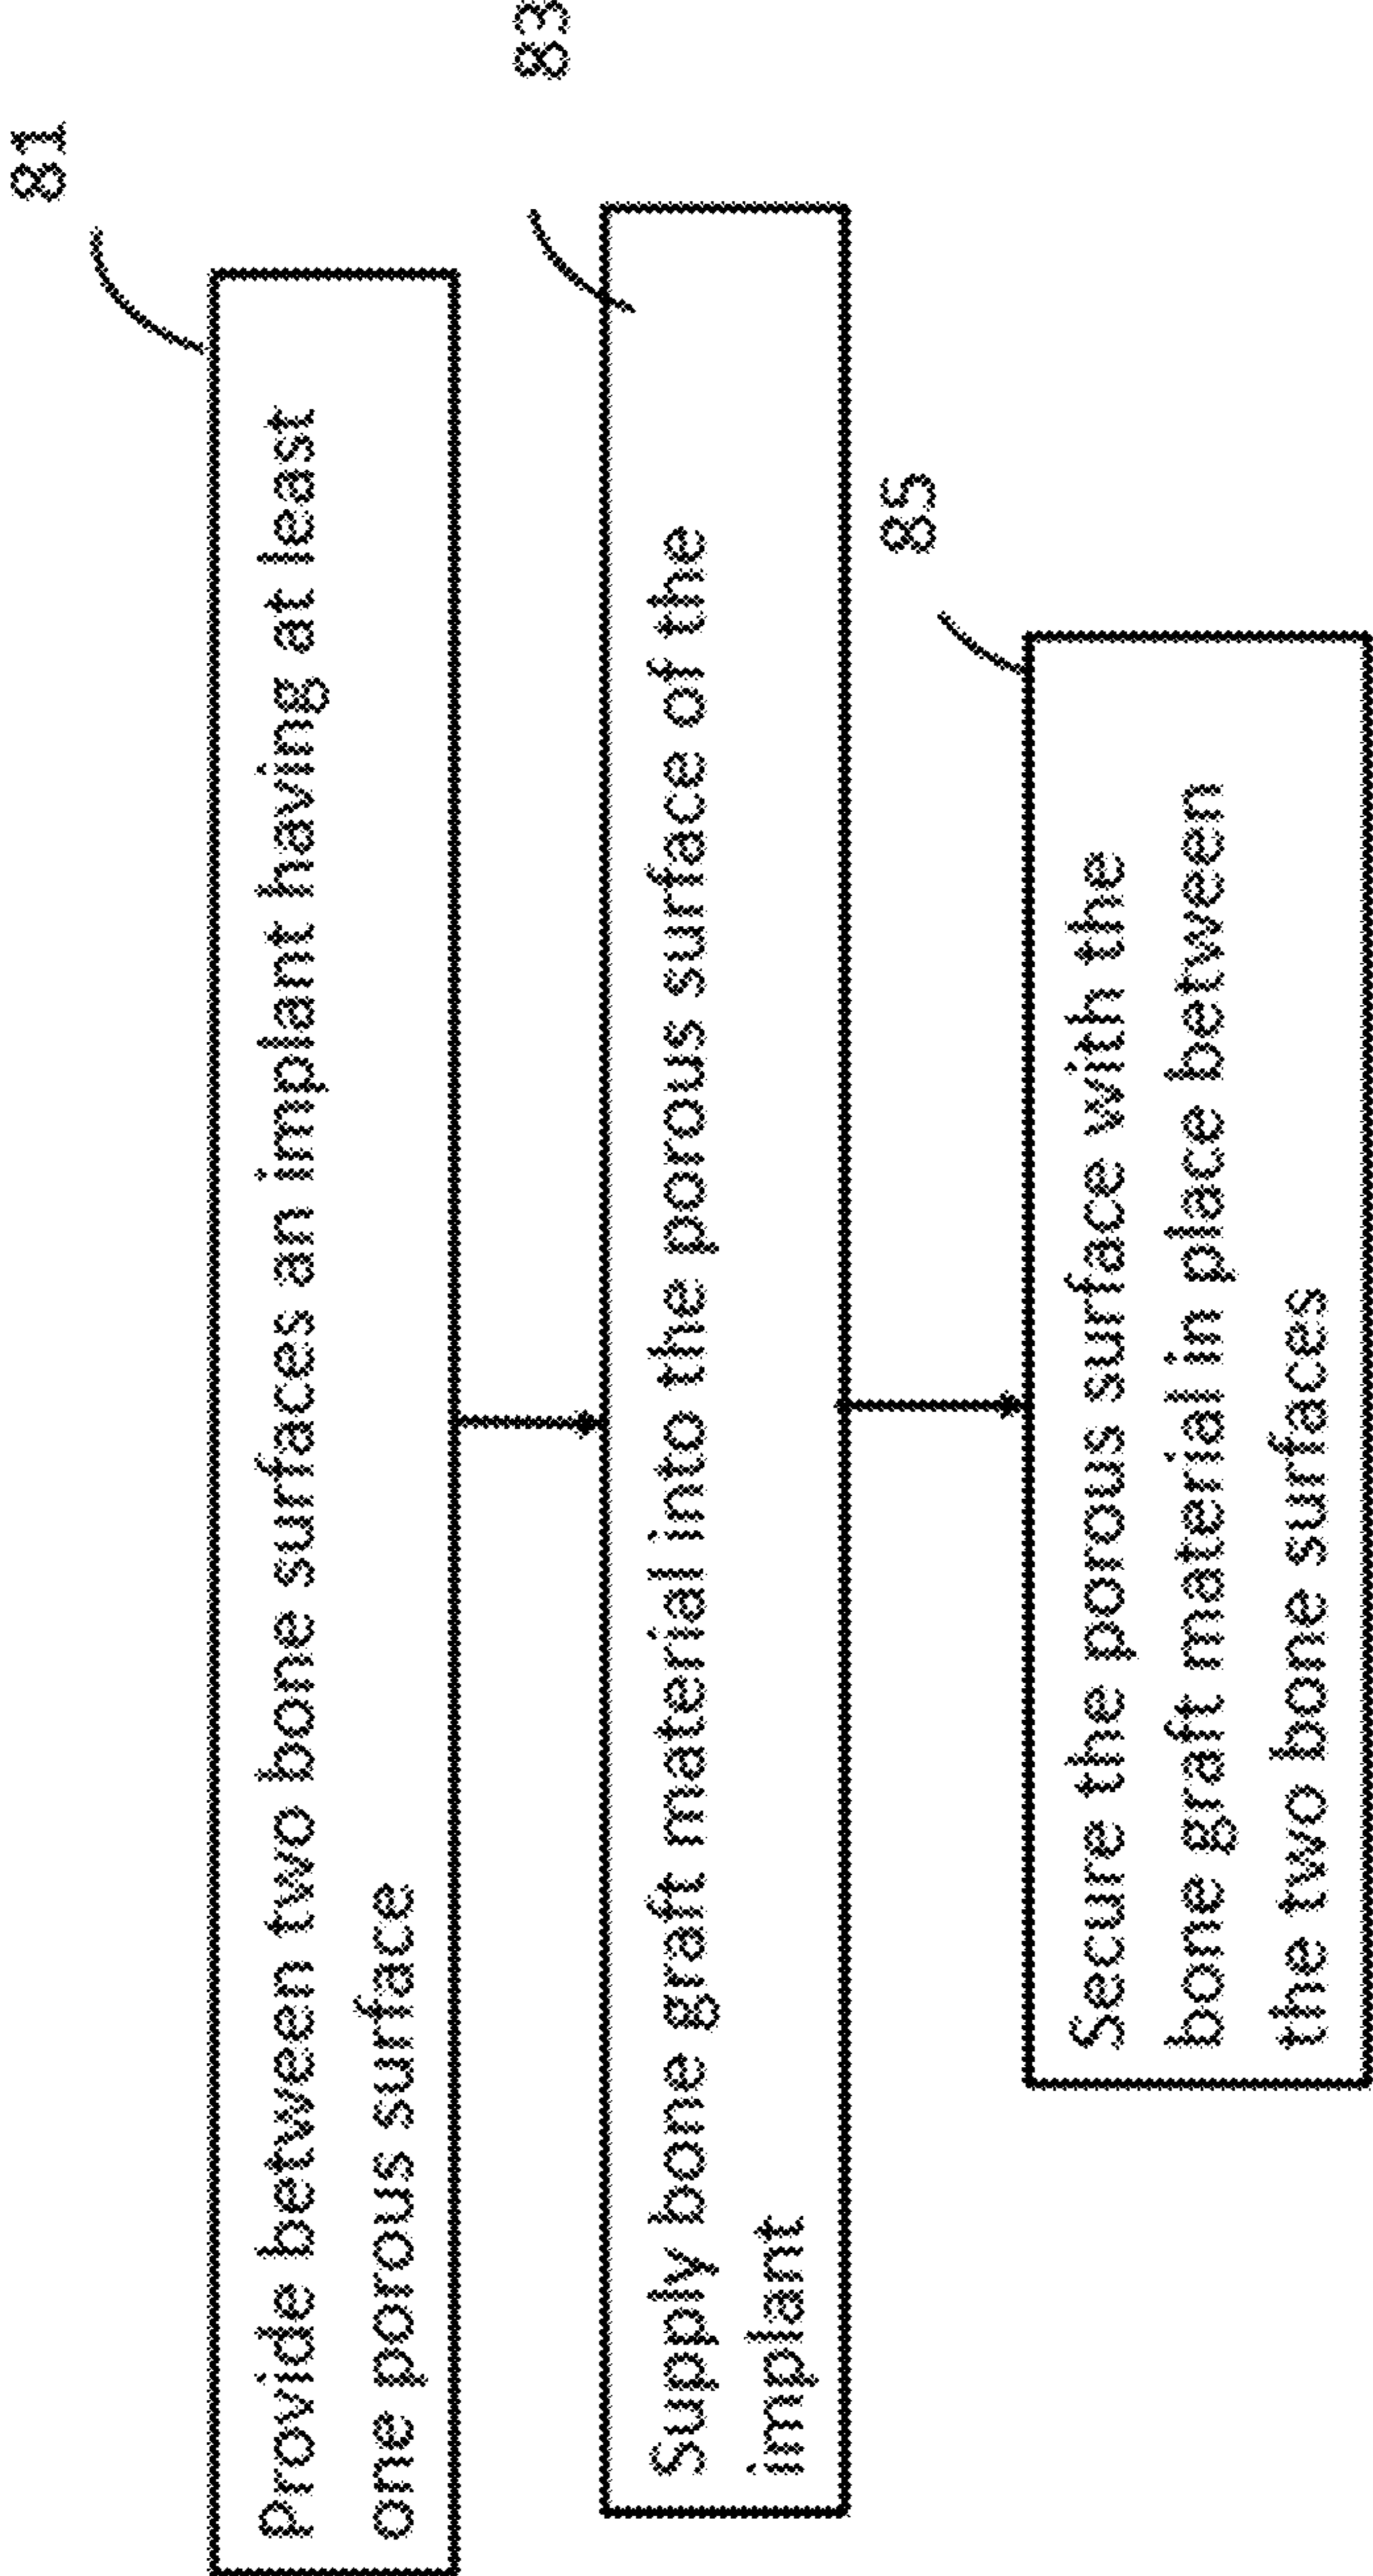 81
Provide between two bone surfaces an implant having at least
one porous surface
83
Supply bone graft material into the porous surface of the
implant
85
Secure the porous surface with the
bone graft material in place between
the two bone surfaces